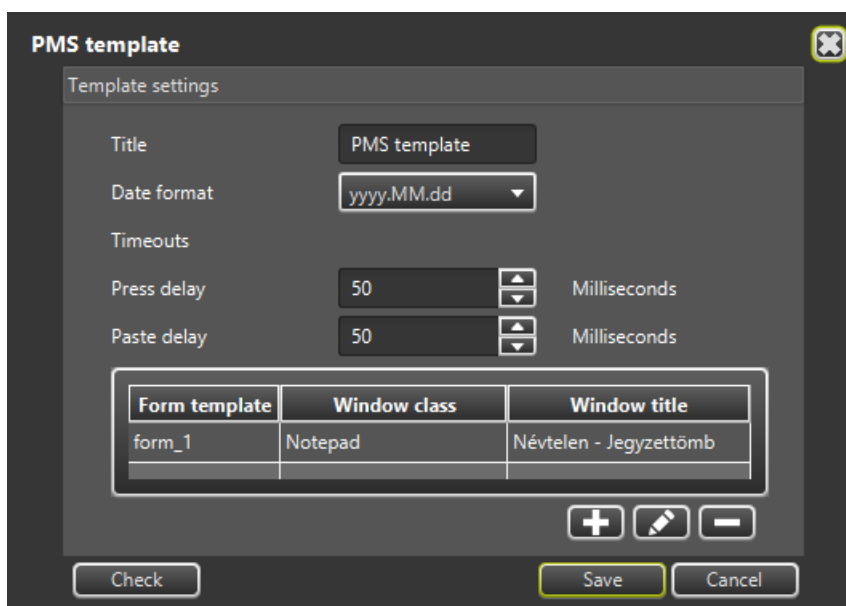 PMS template
Template settings
Title PMS template
Date format yyyy.MM.dd
Timeouts
Press delay 50 Milliseconds
Paste delay 50 Milliseconds
Form template Window class Window title
form_1 Notepad Névtelen - Jegyzettömb
Check Save Cancel